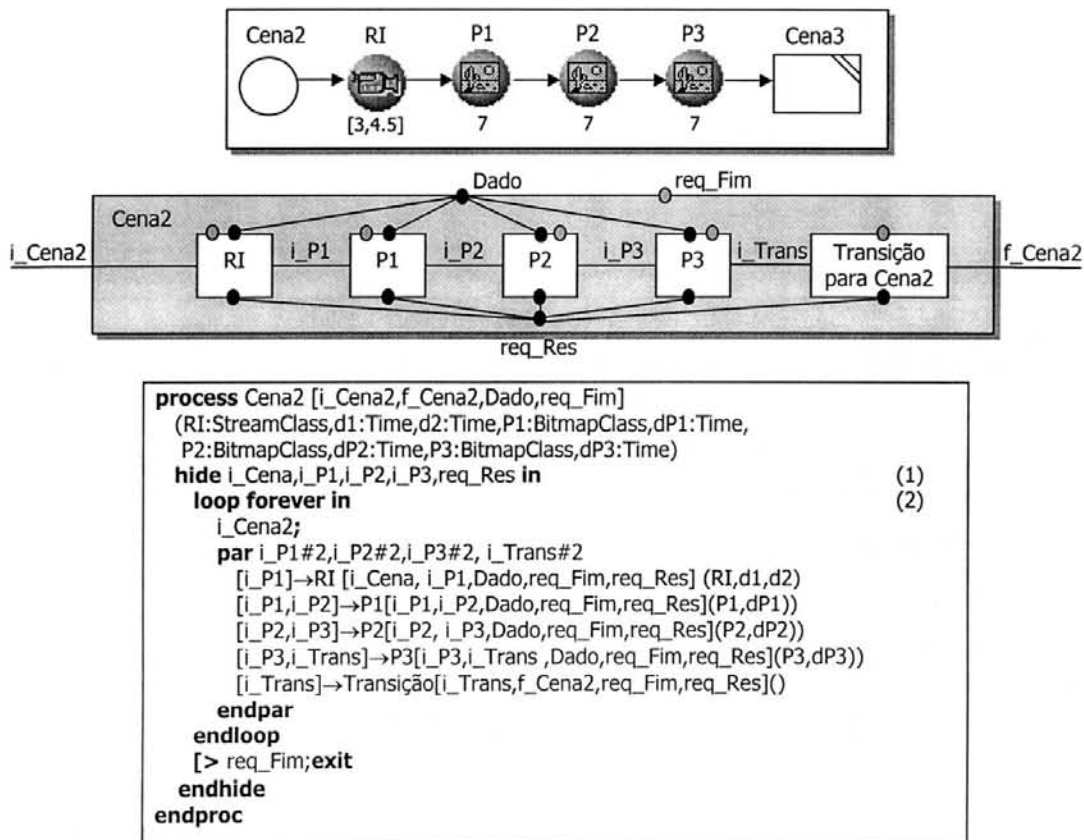 Cena2 RI P1 P2 P3 Cena3
[3,4.5] 7 7 7
Dado req_Fim
Cena2
i_Cena2 RI i_P1 P1 i_P2 P2 i_P3 P3 i_Trans Transição para Cena2 f_Cena2
req_Res
process Cena2 [i_Cena2,f_Cena2,Dado,req_Fim]
(RI:StreamClass,d1:Time,d2:Time,P1:BitmapClass,dP1:Time,
P2:BitmapClass,dP2:Time,P3:BitmapClass,dP3:Time)
hide i_Cena,i_P1,i_P2,i_P3,req_Res in (1)
loop forever in (2)
i_Cena2;
par i_P1#2,i_P2#2,i_P3#2, i_Trans#2
[i_P1]→RI [i_Cena, i_P1,Dado,req_Fim,req_Res] (RI,d1,d2)
[i_P1,i_P2]→P1[i_P1,i_P2,Dado,req_Fim,req_Res](P1,dP1))
[i_P2,i_P3]→P2[i_P2, i_P3,Dado,req_Fim,req_Res](P2,dP2))
[i_P3,i_Trans]→P3[i_P3,i_Trans ,Dado,req_Fim,req_Res](P3,dP3))
[i_Trans]→Transição[i_Trans,f_Cena2,req_Fim,req_Res]()
endpar
endloop
[> req_Fim;exit
endhide
endproc